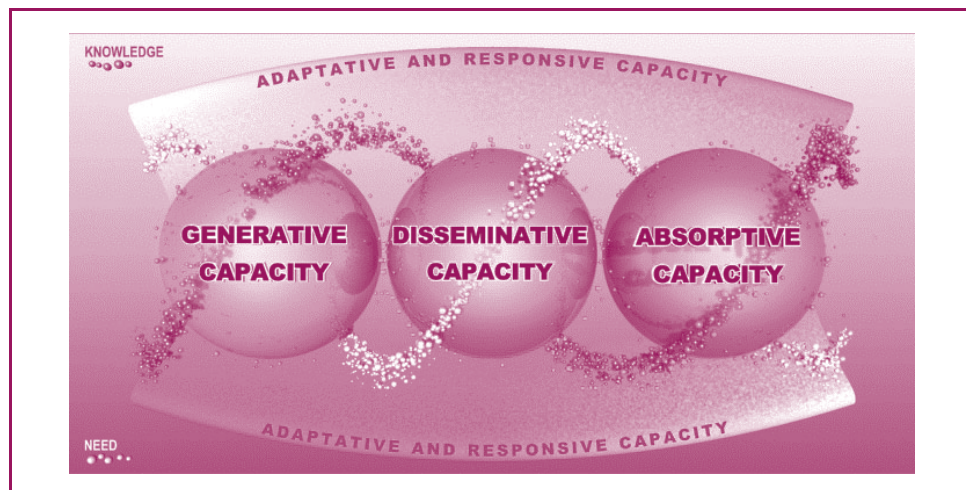 KNOWLEDGE
ADAPTATIVE AND RESPONSIVE CAPACITY
GENERATIVE
CAPACITY
DISSEMINATIVE
CAPACITY
ABSORPTIVE
CAPACITY
ADAPTATIVE AND RESPONSIVE CAPACITY
NEED